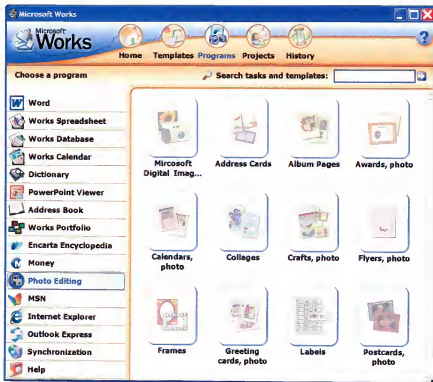 Microsoft Works
Microsoft
Works
Home Templates Programs Projects History
?
Choose a program
Search tasks and templates:
Word
Works Spreadsheet
Works Database
Works Calendar
Dictionary
PowerPoint Viewer
Address Book
Works Portfolio
Encarta Encyclopedia
Money
Photo Editing
MSN
Internet Explorer
Outlook Express
Synchronization
Help
Mircosoft
Digital Imag...
Address Cards
Album Pages
Awards, photo
Calendars,
photo
Collages
Crafts, photo
Flyers, photo
Frames
Greeting
cards, photo
Labels
Postcards,
photo